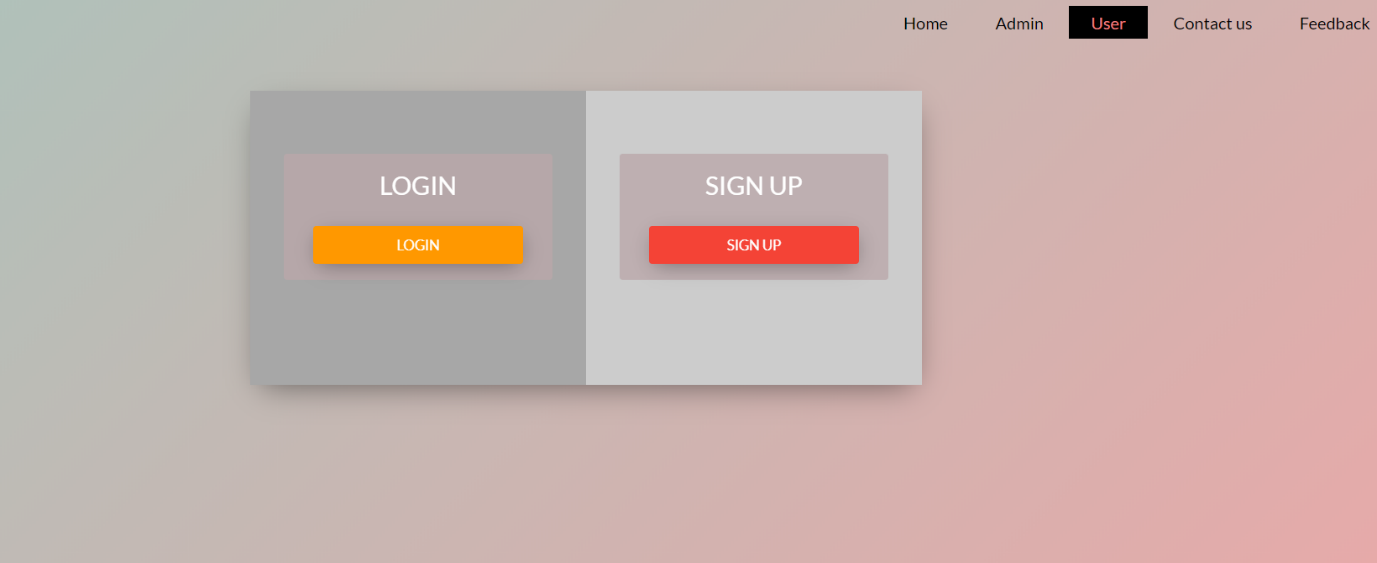 Home Admin User Contact us Feedback
LOGIN
LOGIN
SIGN UP
SIGN UP